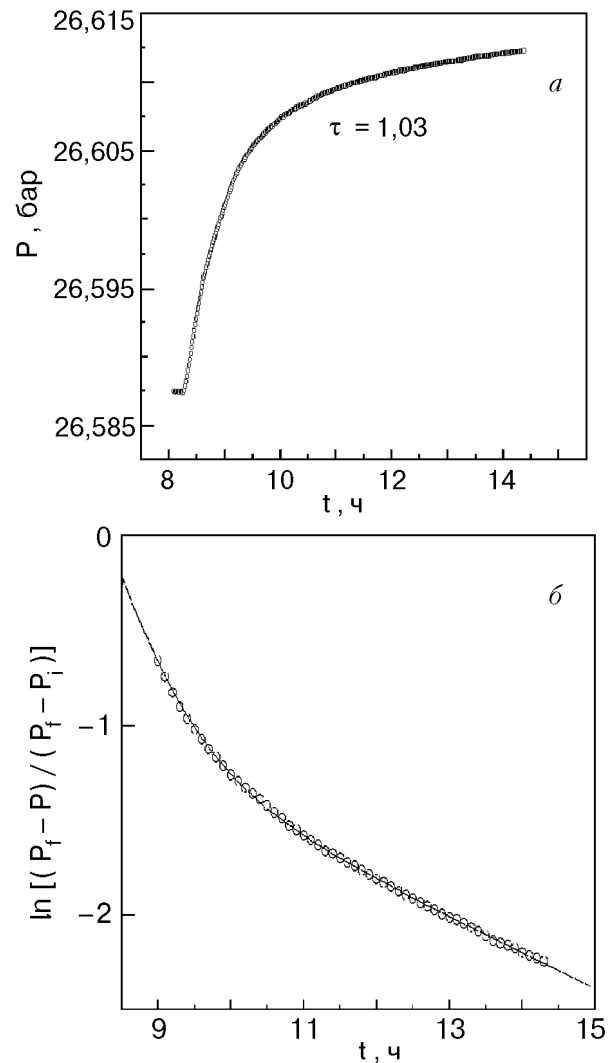 26,615
а
τ = 1,03
26,605
P , бар
26,595
26,585
8 10 12 14
t , ч
0
б
ln [( P_f – P) / ( P_f – P_i )]
–1
–2
9 11 13 15
t , ч